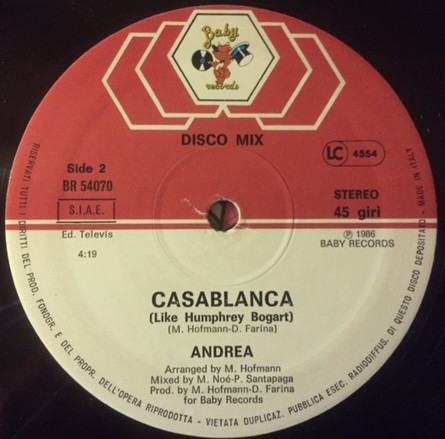 Baby
records
DISCO MIX
Side 2
BR 54070
S.I.A.E.
Ed. Televis
4:19
LC 4554
STEREO
45 giri
℗ 1986
BABY RECORDS
CASABLANCA
(Like Humphrey Bogart)
(M. Hofmann-D. Farina)
ANDREA
Arranged by M. Hofmann
Mixed by M. Noé-P. Santapaga
Prod. by M. Hofmann-D. Farina
for Baby Records
RISERVATI TUTTI I DIRITTI DEL PROD. FONOGR. E DEL PROPR. DELL'OPERA RIPRODOTTA - VIETATA DUPLICAZ. PUBBLICA ESEC. RADIODIFFUS. DI QUESTO DISCO DEPOSITATO - MADE IN ITALY